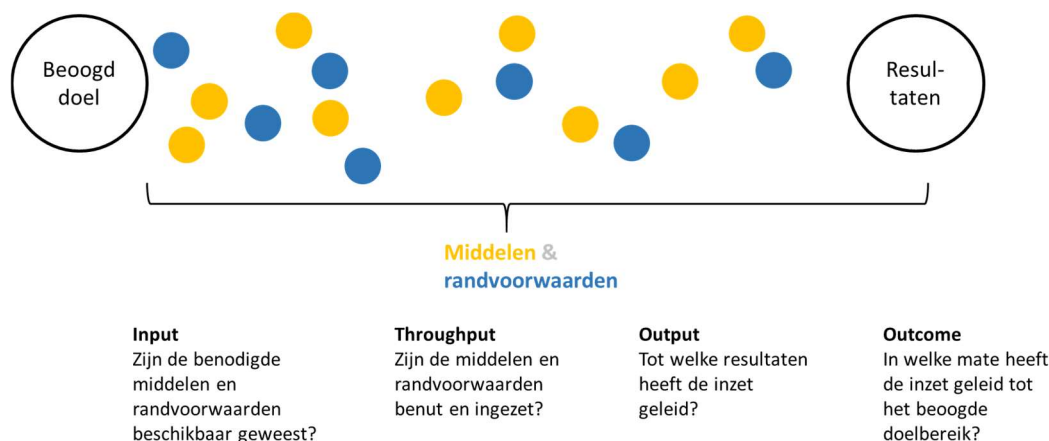 Beoogd
doel
Resul-
taten
Middelen &
randvoorwaarden
Input
Zijn de benodigde
middelen en
randvoorwaarden
beschikbaar geweest?
Throughput
Zijn de middelen en
randvoorwaarden
benut en ingezet?
Output
Tot welke resultaten
heeft de inzet
geleid?
Outcome
In welke mate heeft
de inzet geleid tot
het beoogde
doelbereik?